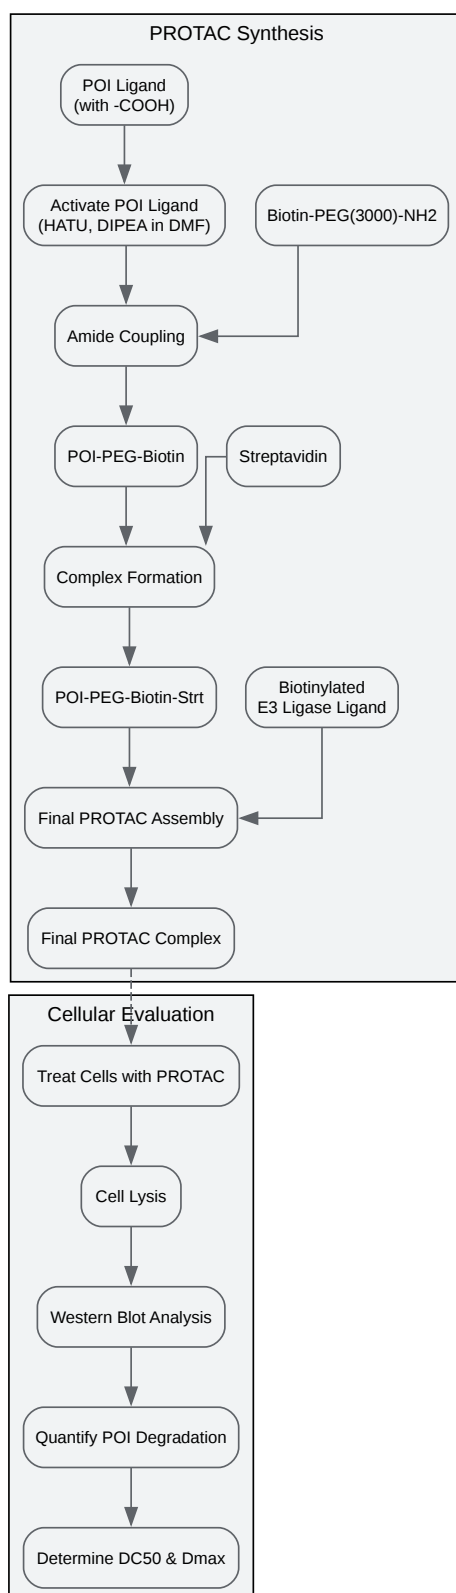 PROTAC Synthesis
POI Ligand
(with -COOH)
Activate POI Ligand
(HATU, DIPEA in DMF)
Biotin-PEG(3000)-NH2
Amide Coupling
POI-PEG-Biotin
Streptavidin
Complex Formation
POI-PEG-Biotin-Strt
Biotinylated
E3 Ligase Ligand
Final PROTAC Assembly
Final PROTAC Complex
Cellular Evaluation
Treat Cells with PROTAC
Cell Lysis
Western Blot Analysis
Quantify POI Degradation
Determine DC50 & Dmax